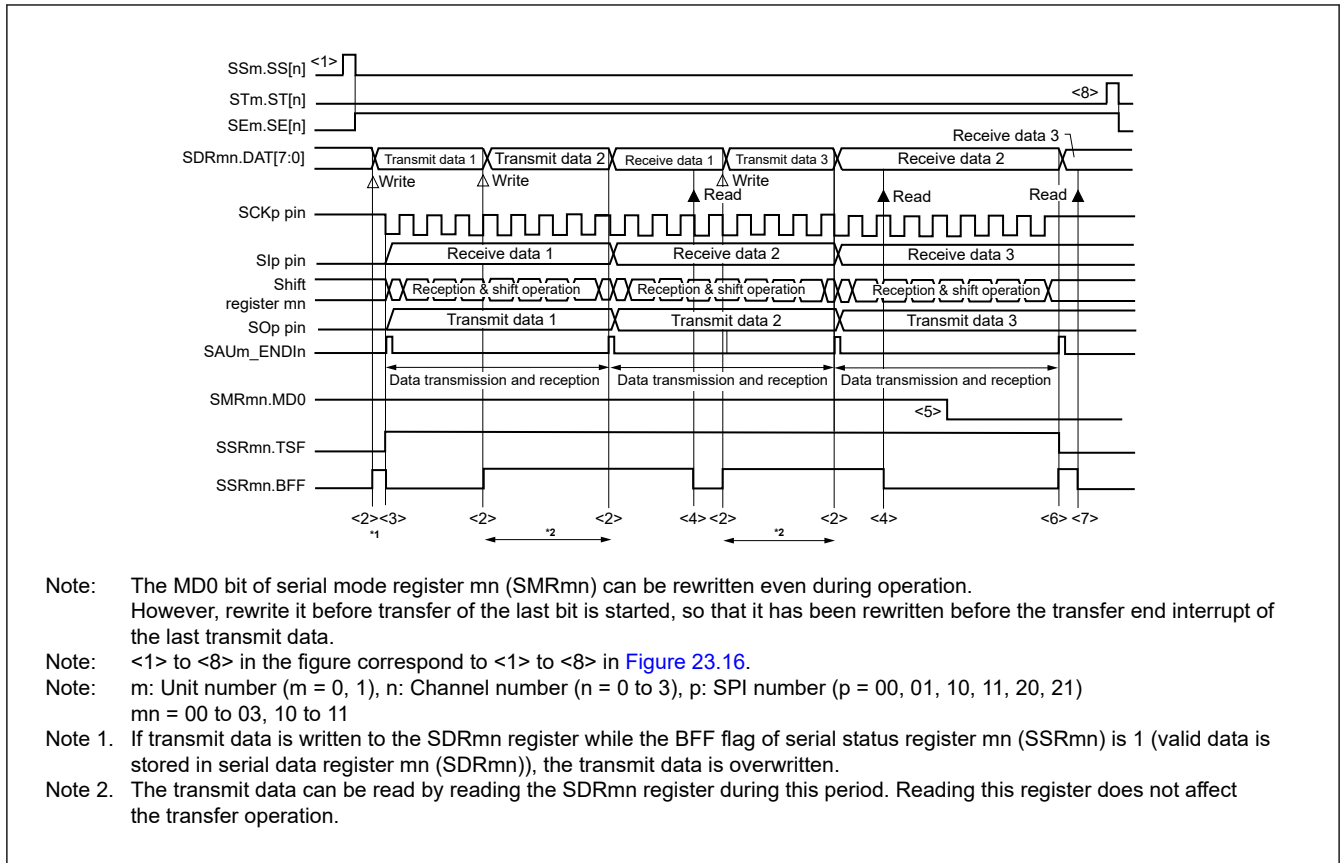 SSm.SS[n] <1>
STm.ST[n] <8>
SEm.SE[n]
Receive data 3
SDRmn.DAT[7:0] Transmit data 1 Transmit data 2 Receive data 1 Transmit data 3 Receive data 2
Write Write Write
Read Read Read
SCKp pin
SIp pin Receive data 1 Receive data 2 Receive data 3
Shift
register mn Reception & shift operation Reception & shift operation Reception & shift operation
SOp pin Transmit data 1 Transmit data 2 Transmit data 3
SAUm_ENDIn
Data transmission and reception Data transmission and reception Data transmission and reception
SMRmn.MD0 <5>
SSRmn.TSF
SSRmn.BFF
<2> <3> <2> <2> <4> <2> <2> <4> <6> <7>
*1 *2 *2
Note: The MD0 bit of serial mode register mn (SMRmn) can be rewritten even during operation.
However, rewrite it before transfer of the last bit is started, so that it has been rewritten before the transfer end interrupt of
the last transmit data.
Note: <1> to <8> in the figure correspond to <1> to <8> in Figure 23.16.
Note: m: Unit number (m = 0, 1), n: Channel number (n = 0 to 3), p: SPI number (p = 00, 01, 10, 11, 20, 21)
mn = 00 to 03, 10 to 11
Note 1. If transmit data is written to the SDRmn register while the BFF flag of serial status register mn (SSRmn) is 1 (valid data is
stored in serial data register mn (SDRmn)), the transmit data is overwritten.
Note 2. The transmit data can be read by reading the SDRmn register during this period. Reading this register does not affect
the transfer operation.